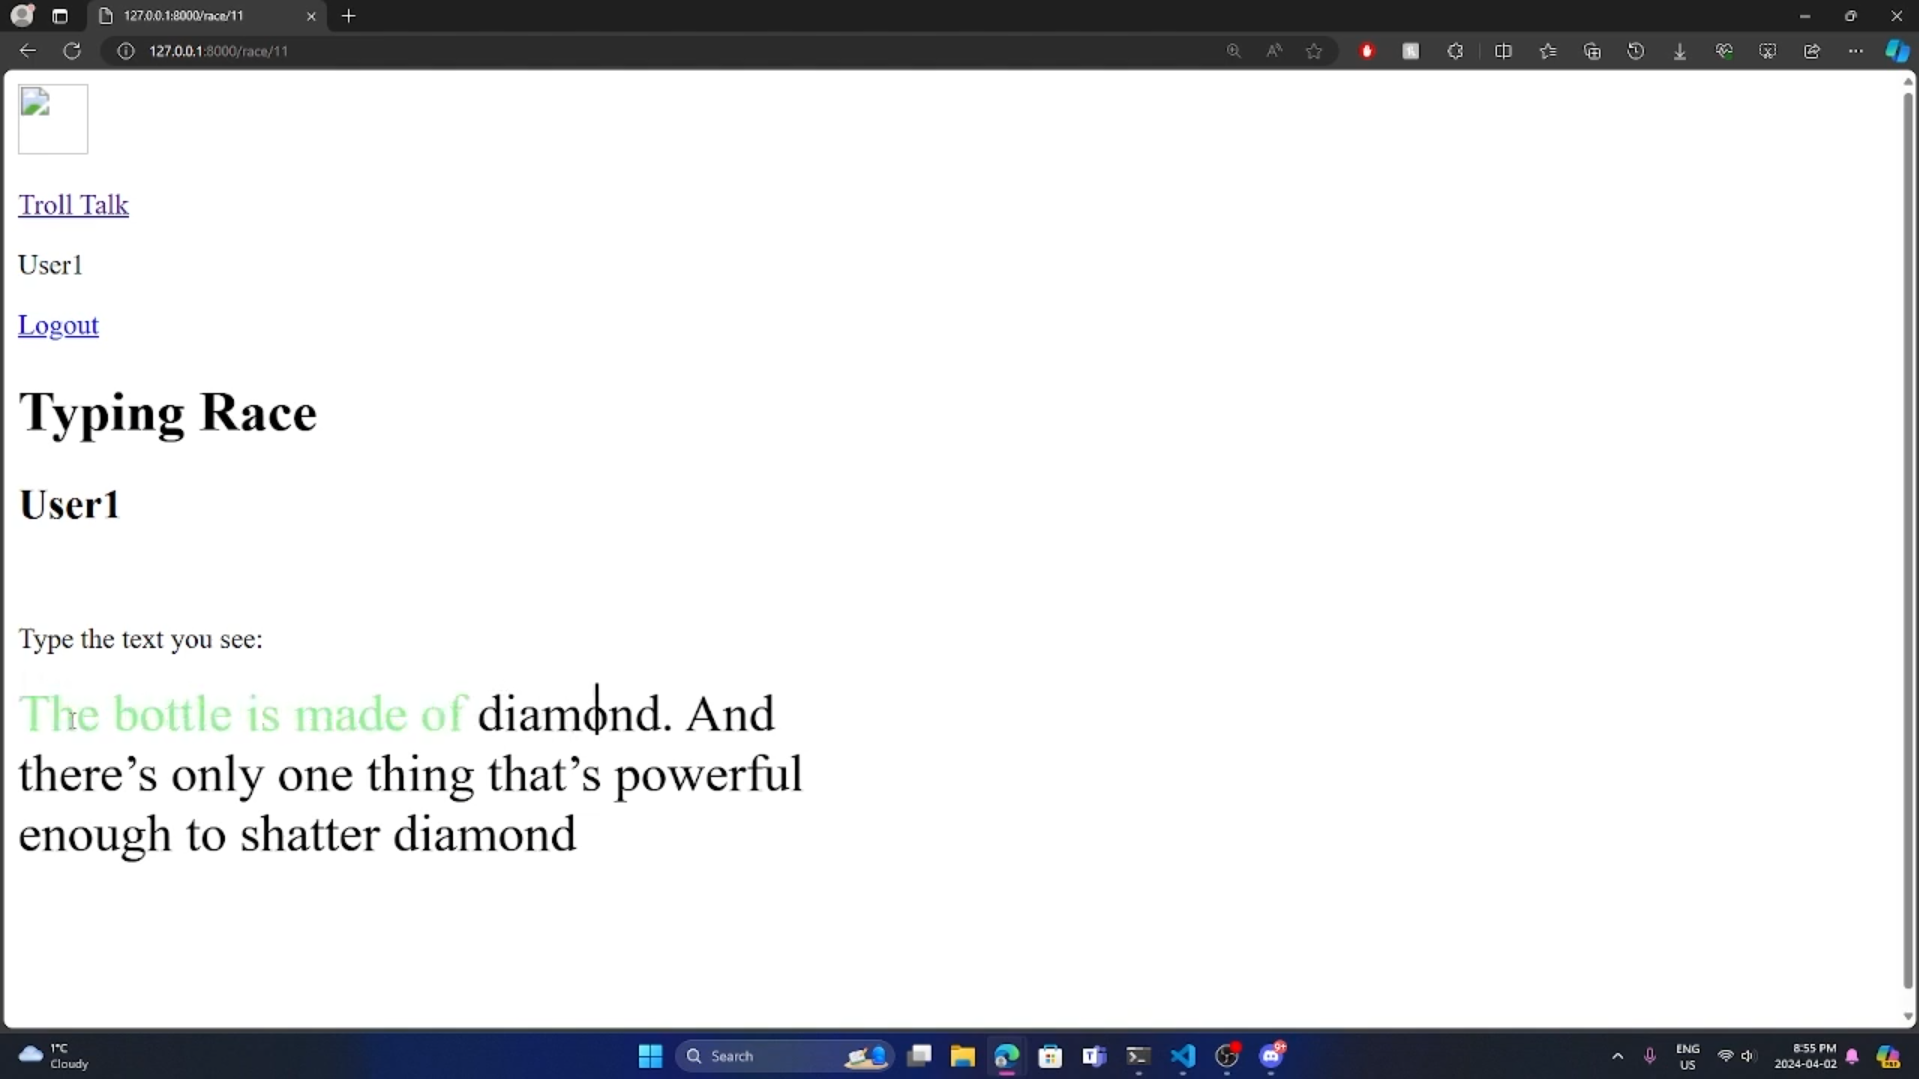 127.0.0.1:8000/race/11
127.0.0.1:8000/race/11
Troll Talk
User1
Logout
Typing Race
User1
Type the text you see:
The bottle is made of diamond. And
there’s only one thing that’s powerful
enough to shatter diamond
1°C
Cloudy
Search
9+
ENG
US
8:55 PM
2024-04-02